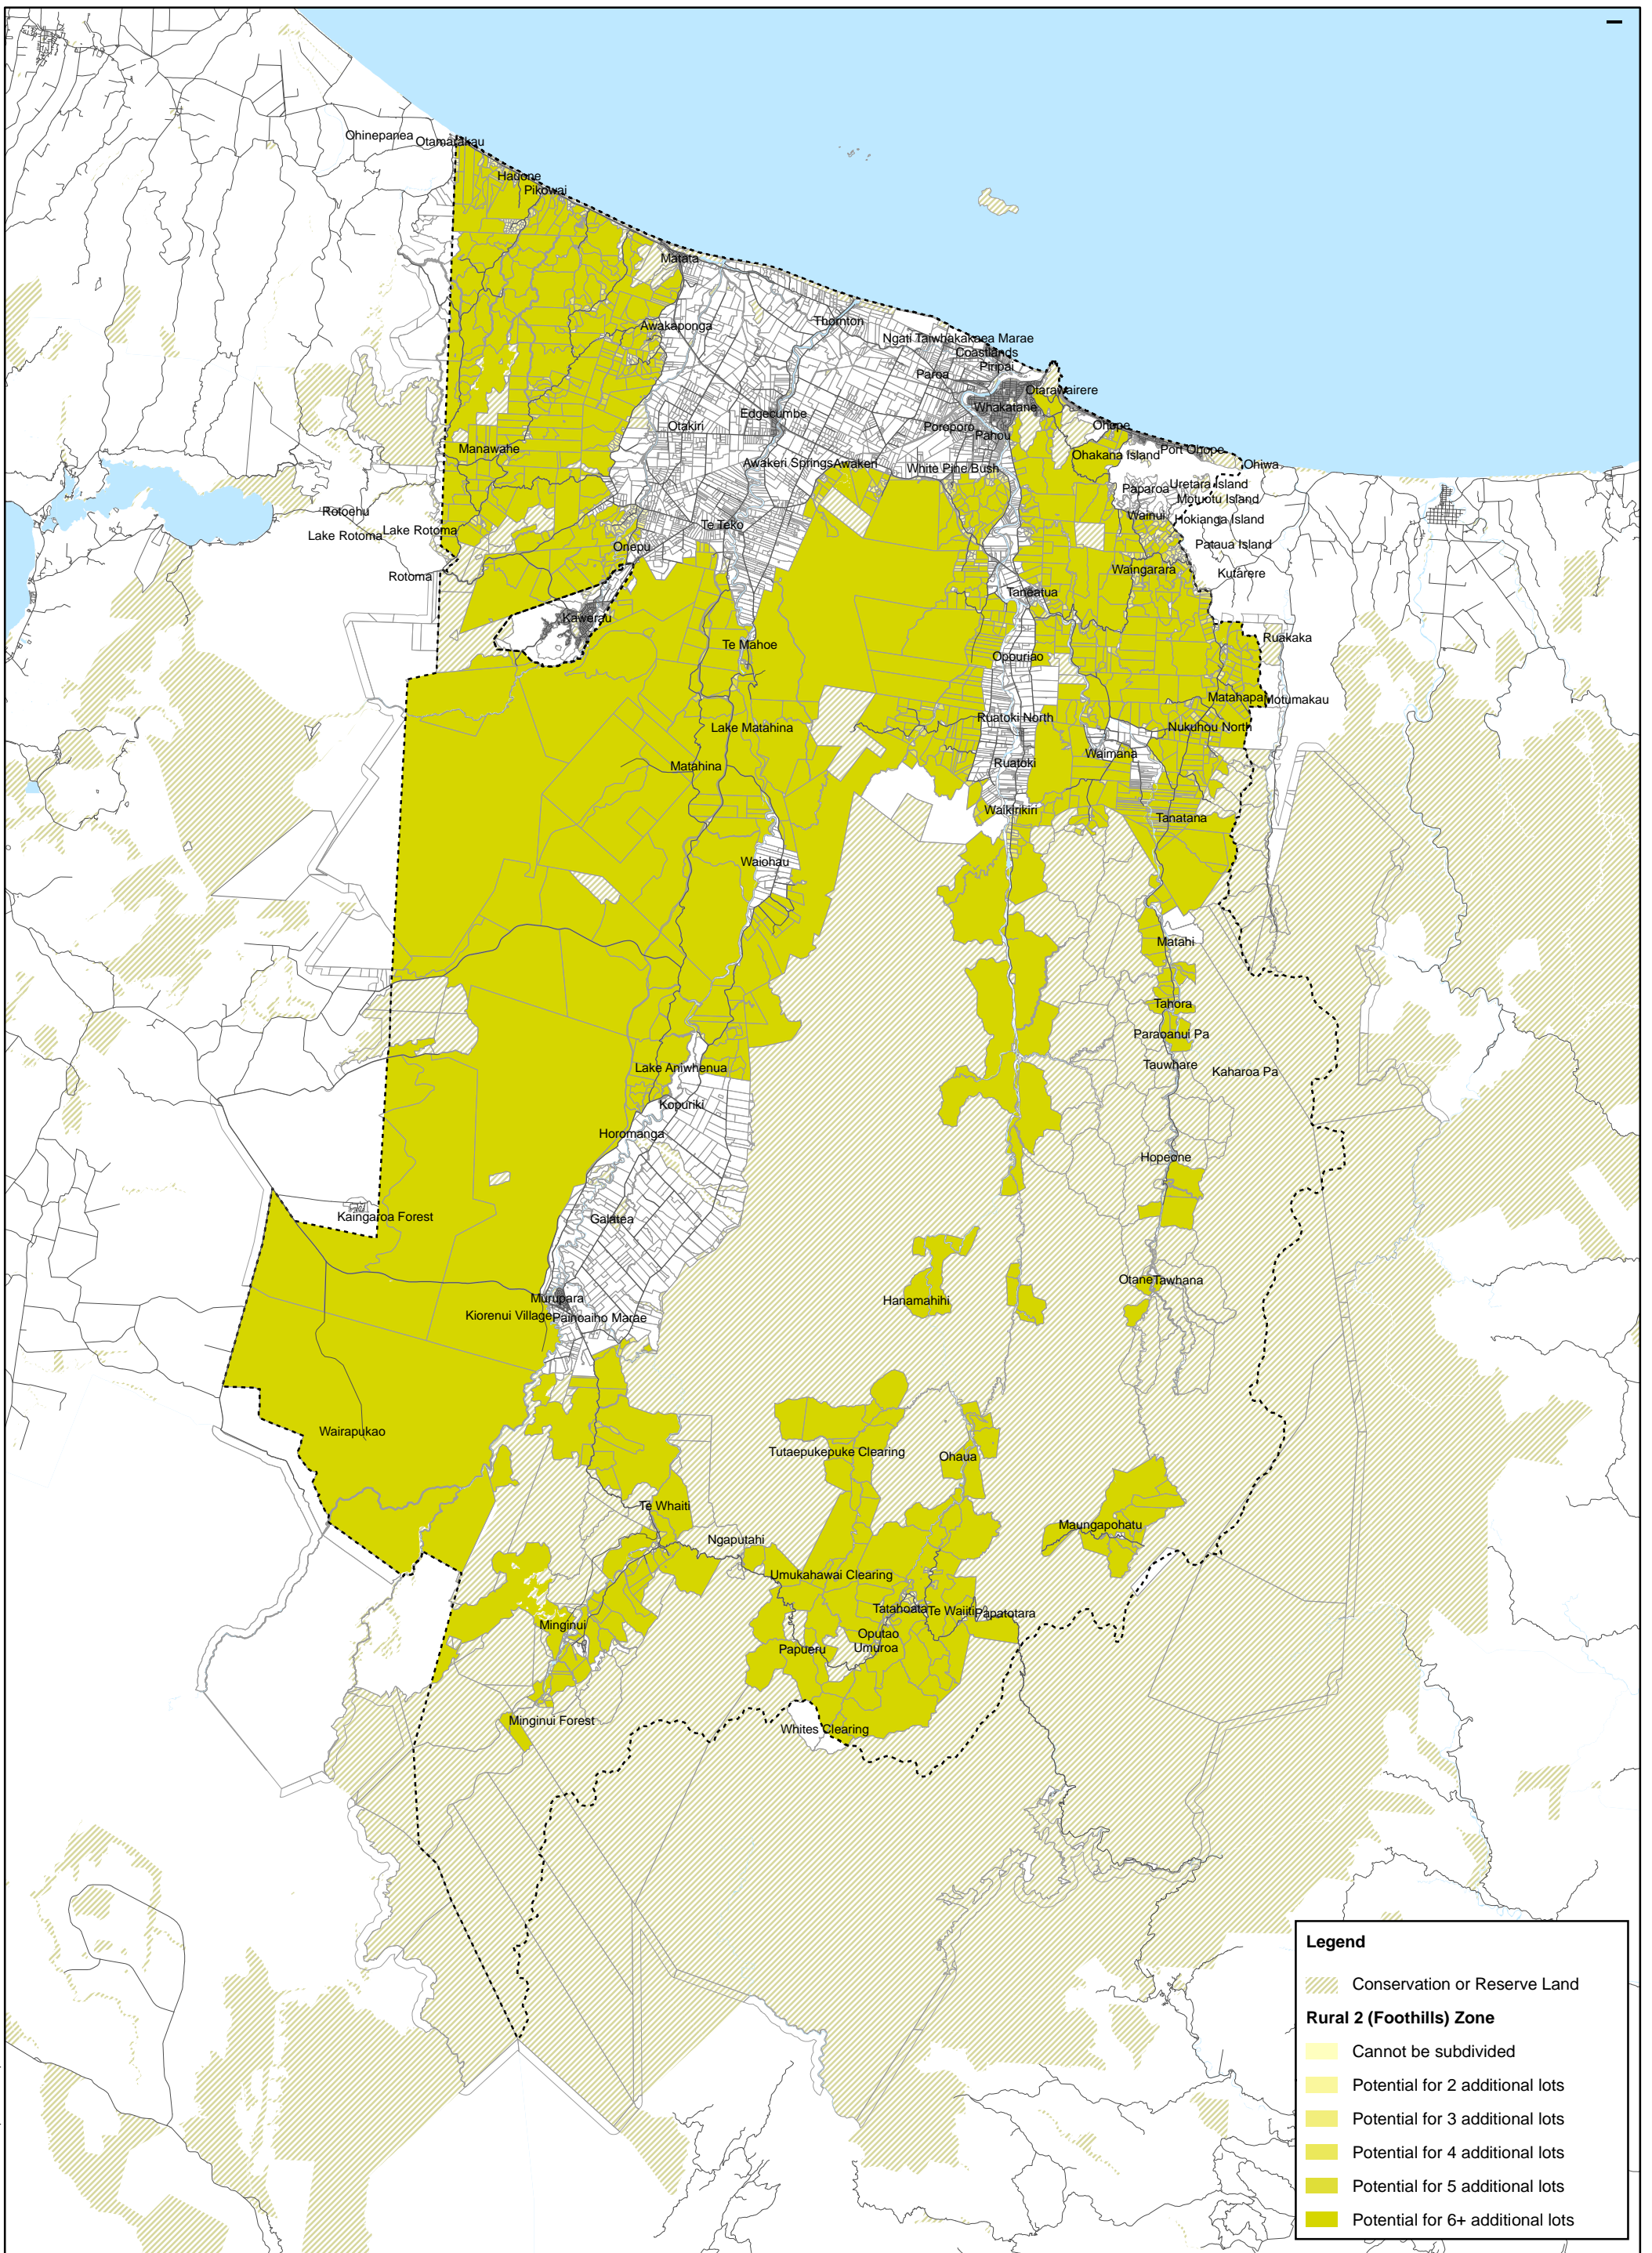 Ohinepanea
Otamarakau
Hauone
Pikowai
Matata
Awakaponga
Thornton
Ngati Taiwhakakaea Marae
Coastlands
Piripai
Paroa
Otarawairere
Whakatane
Edgecumbe
Otakiri
Poroporo
Pahou
Ohope
Port Ohope
Manawahe
Ohakana Island
Awakeri Springs
Awakeri
White Pine Bush
Ohiwa
Uretara Island
Paparoa
Motuotu Island
Rotoehu
Wainui
Hokianga Island
Lake Rotoma
Lake Rotoma
Te Teko
Onepu
Pataua Island
Rotoma
Waingarara
Kutarere
Taneatua
Kawerau
Ruakaka
Te Mahoe
Opouriao
Matahapa
Motumakau
Ruatoki North
Lake Matahina
Nukuhou North
Waimana
Matahina
Ruatoki
Waikirikiri
Tanatana
Waiohau
Matahi
Tahora
Paraoanui Pa
Lake Aniwhenua
Tauwhare
Kaharoa Pa
Kopuriki
Horomanga
Hopeone
Kaingaroa Forest
Galatea
Otane
Tawhana
Murupara
Hanamahihi
Kiorenui Village
Painoaiho Marae
Wairapukao
Tutaepukepuke Clearing
Ohaua
Te Whaiti
Maungapohatu
Ngaputahi
Umukahawai Clearing
Tatahoata
Te Waiiti
Papatotara
Minginui
Oputao
Papueru
Umuroa
Minginui Forest
Whites Clearing
Legend
Conservation or Reserve Land
Rural 2 (Foothills) Zone
Cannot be subdivided
Potential for 2 additional lots
Potential for 3 additional lots
Potential for 4 additional lots
Potential for 5 additional lots
Potential for 6+ additional lots